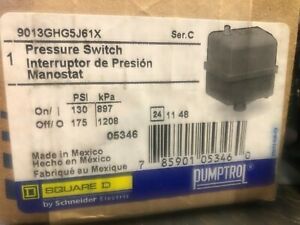 9013GHG5J61X
Ser.C
1
Pressure Switch
Interruptor de Presión
Manostat
PSI kPa
On/I 130 897
Off/O 175 1208
05346
24 11 48
Made in Mexico
Hecho en México
Fabriqué au Mexique
7 85901 05346 0
SQUARE D
by Schneider Electric
PUMPTROL